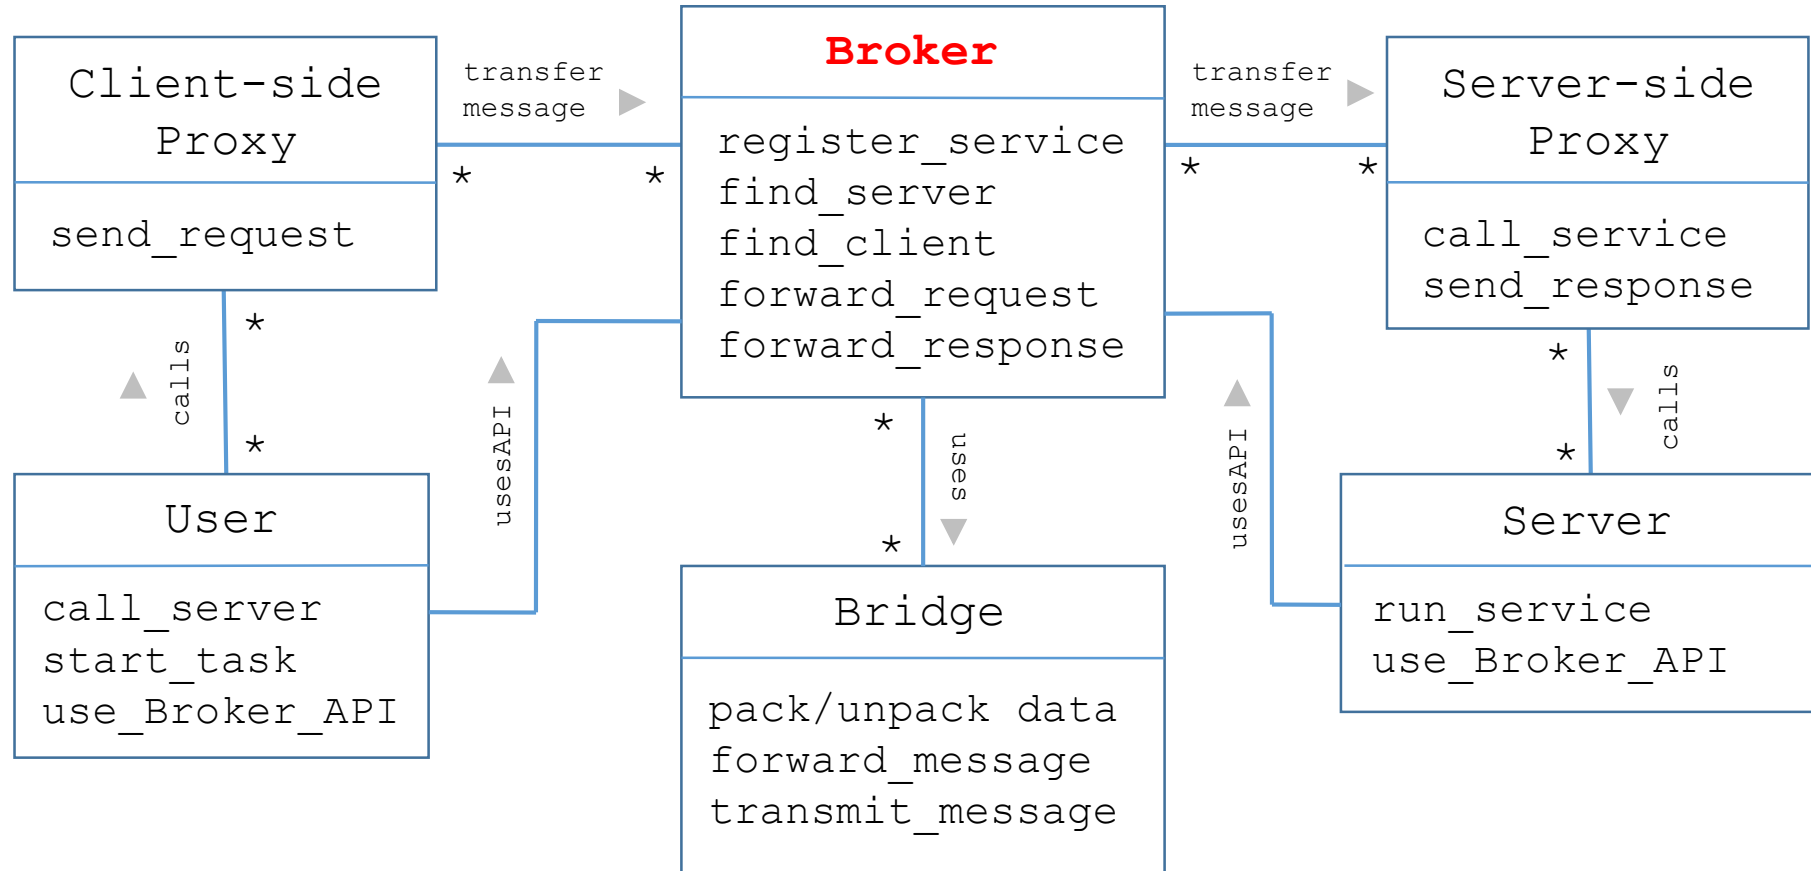 Client-side
Proxy
send_request
transfer
message
*
*
Broker
register_service
find_server
find_client
forward_request
forward_response
transfer
message
*
*
Server-side
Proxy
call_service
send_response
*
calls
*
usesAPI
*
uses
*
usesAPI
*
calls
*
User
call_server
start_task
use_Broker_API
Bridge
pack/unpack data
forward_message
transmit_message
Server
run_service
use_Broker_API